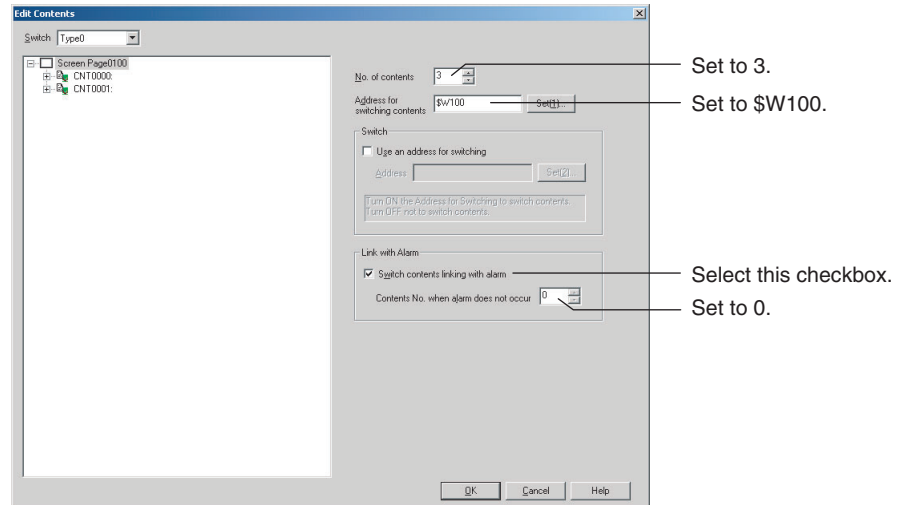 Edit Contents
Switch Type0
Screen Page0100
CNT0000:
CNT0001:
No. of contents 3
Set to 3.
Address for
switching contents $W100 Set(1)...
Set to $W100.
Switch
Use an address for switching
Address Set(2)...
Turn ON the Address for Switching to switch contents.
Turn OFF not to switch contents.
Link with Alarm
Switch contents linking with alarm
Select this checkbox.
Contents No. when alarm does not occur 0
Set to 0.
OK Cancel Help